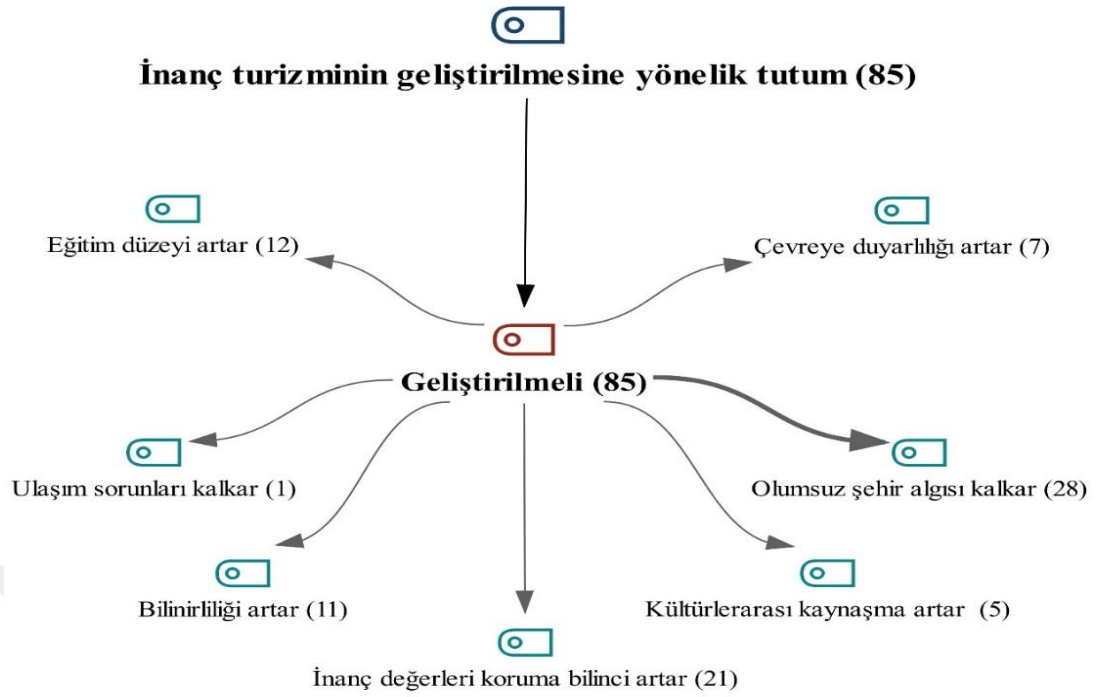 İnanç turizminin geliştirilmesine yönelik tutum (85)
Eğitim düzeyi artar (12)
Çevreye duyarlılığı artar (7)
Geliştirilmeli (85)
Ulaşım sorunları kalkar (1)
Olumsuz şehir algısı kalkar (28)
Bilinirliliği artar (11)
Kültürlerarası kaynaşma artar (5)
İnanç değerleri koruma bilinci artar (21)